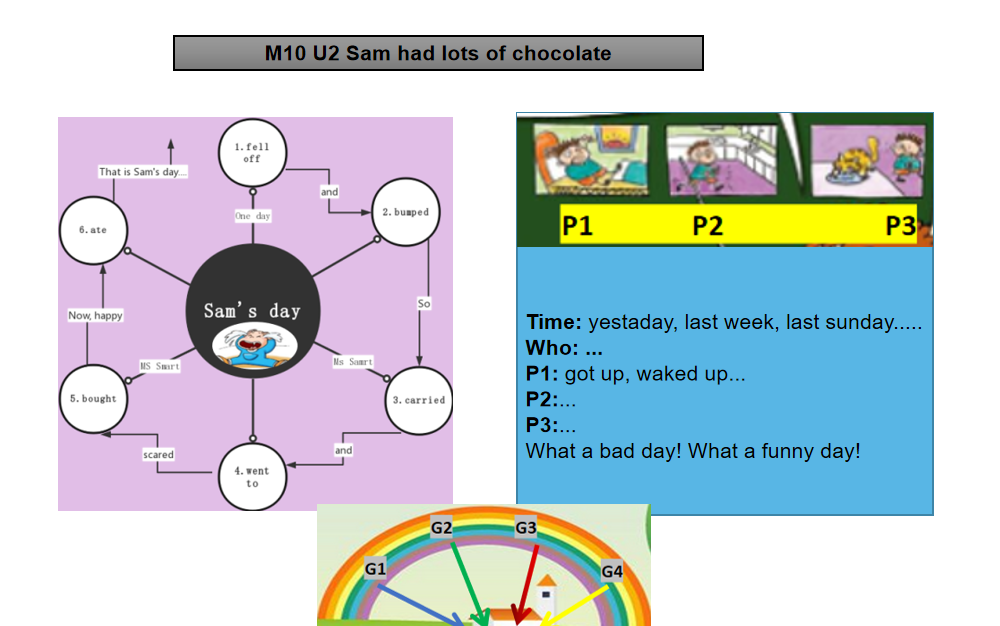 M10 U2 Sam had lots of chocolate
1.fell
off
and
2.bumped
That is Sam's day....
One day
6.ate
Sam's day
So
Now, happy
MS Smart
Ms Samrt
5.bought
3.carried
scared
and
4.went
to
P1 P2 P3
Time: yestaday, last week, last sunday.....
Who: ...
P1: got up, waked up...
P2:...
P3:...
What a bad day! What a funny day!
G1 G2 G3 G4